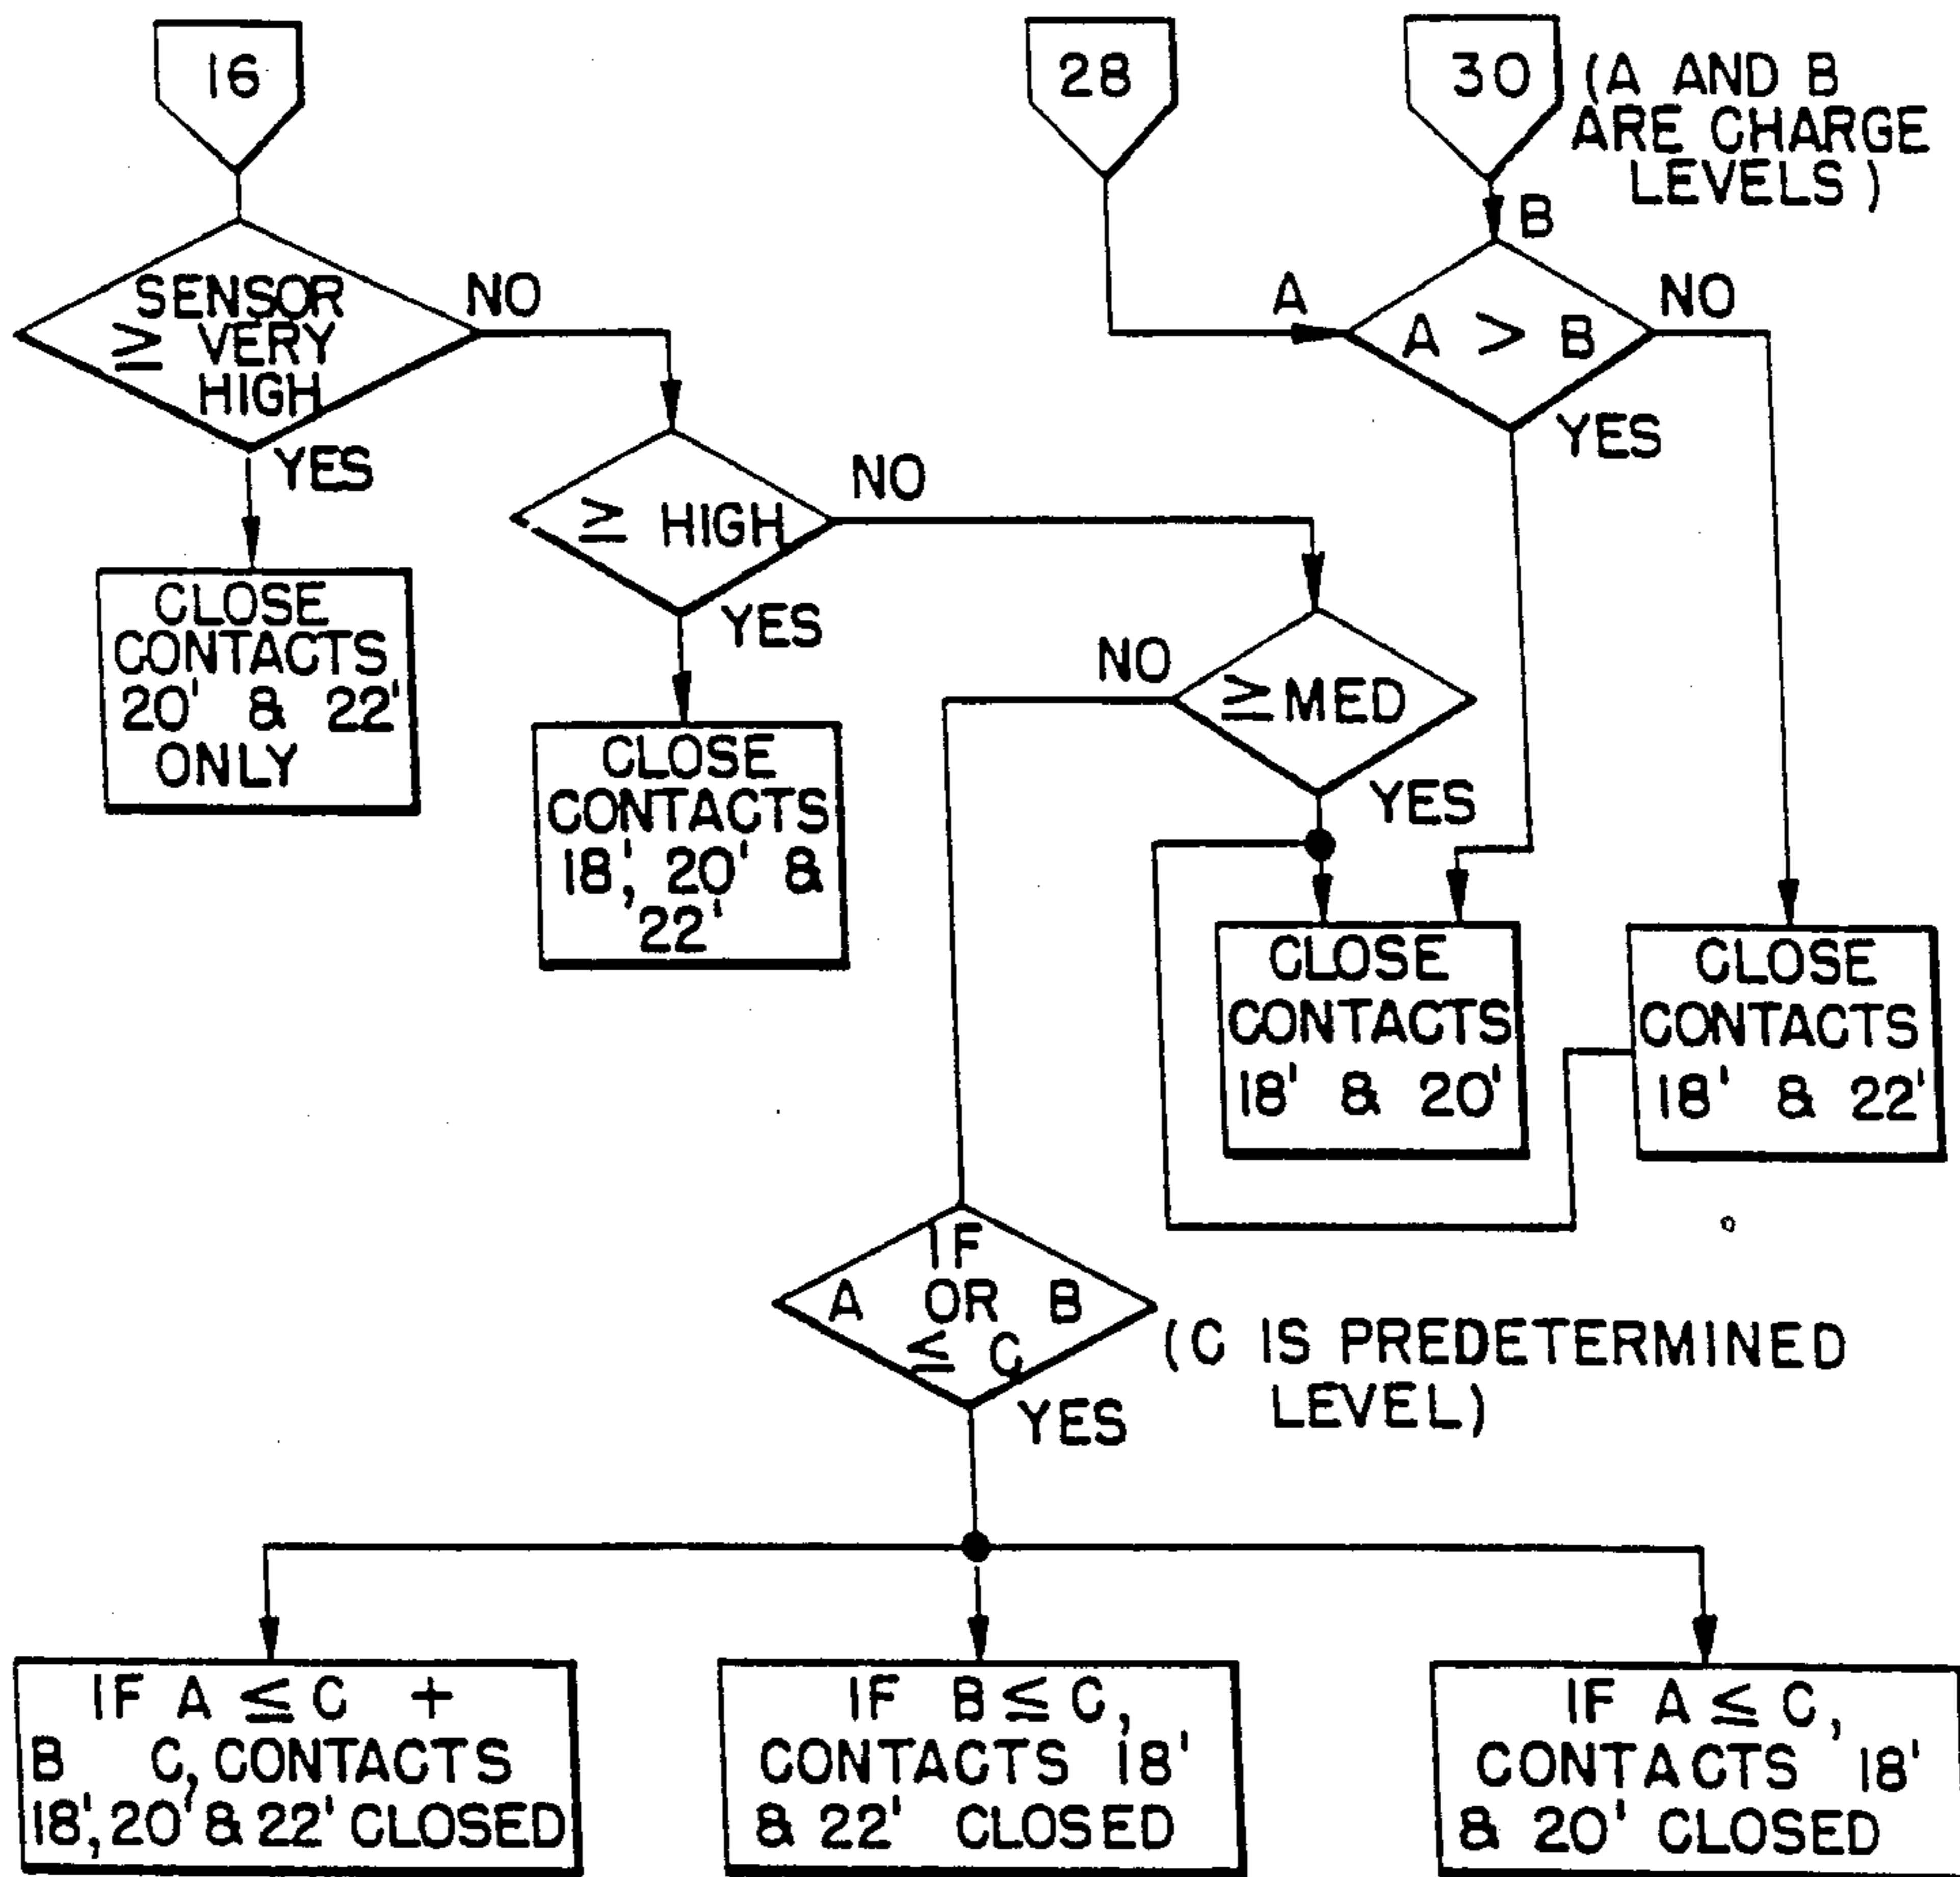 16
28
30
(A AND B
ARE CHARGE
LEVELS)
B
SENSOR
≥ VERY
HIGH
NO
YES
A
A > B
NO
YES
≥ HIGH
NO
YES
CLOSE
CONTACTS
20' & 22'
ONLY
NO
≥MED
YES
CLOSE
CONTACTS
18', 20' &
22'
CLOSE
CONTACTS
18' & 20'
CLOSE
CONTACTS
18' & 22'
IF
A OR B
≤ C
(C IS PREDETERMINED
LEVEL)
YES
IF A ≤ C +
B C, CONTACTS
18', 20' & 22' CLOSED
IF B ≤ C,
CONTACTS 18'
& 22' CLOSED
IF A ≤ C,
CONTACTS 18'
& 20' CLOSED